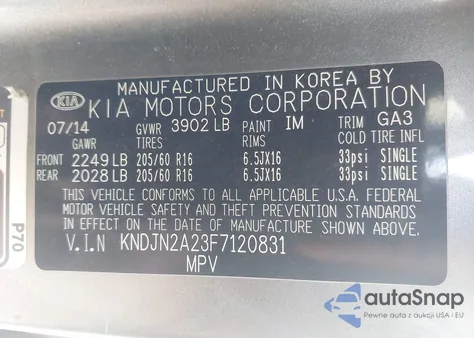 MANUFACTURED IN KOREA BY
KIA KIA MOTORS CORPORATION
07/14 GVWR 3902 LB PAINT IM TRIM GA3
GAWR TIRES RIMS COLD TIRE INFL
FRONT 2249 LB 205/60 R16 6.5JX16 33psi SINGLE
REAR 2028 LB 205/60 R16 6.5JX16 33psi SINGLE
THIS VEHICLE CONFORMS TO ALL APPLICABLE U.S.A. FEDERAL
MOTOR VEHICLE SAFETY AND THEFT PREVENTION STANDARDS
IN EFFECT ON THE DATE OF MANUFACTURE SHOWN ABOVE.
V.I.N KNDJN2A23F7120831
MPV
P70
autoSnap
Pewne auta z aukcji USA i EU